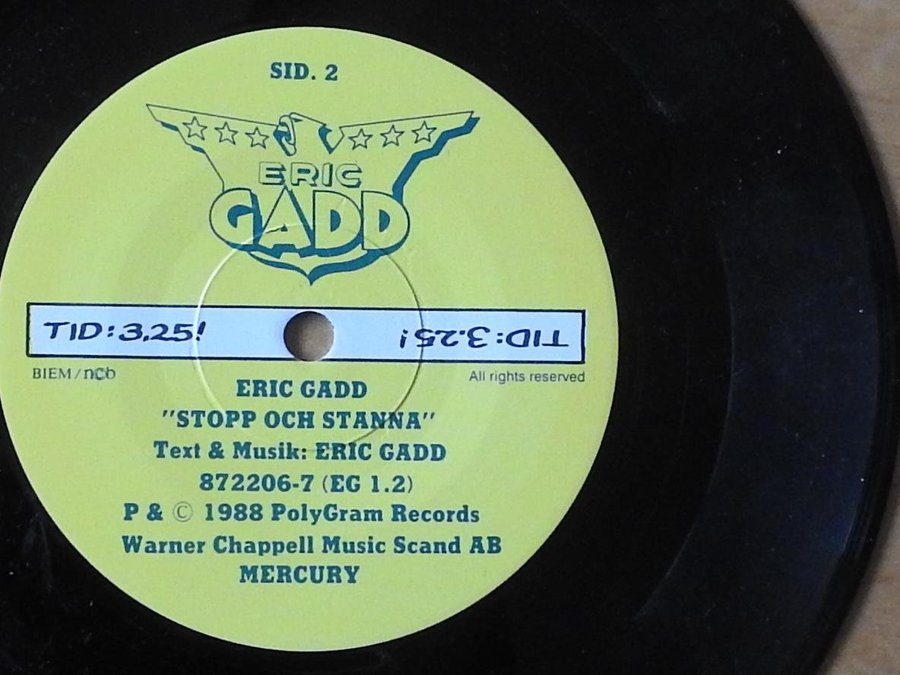 SID. 2
ERIC
GADD
TID: 3,25!
TID: 3.25!
BIEM/ncb
All rights reserved
ERIC GADD
"STOPP OCH STANNA"
Text & Musik: ERIC GADD
872206-7 (EG 1.2)
P & © 1988 PolyGram Records
Warner Chappell Music Scand AB
MERCURY